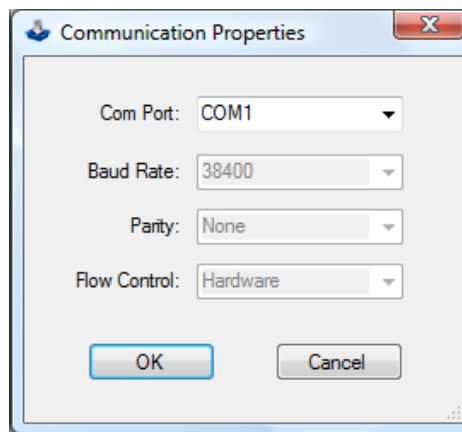 Communication Properties
Com Port: COM1
Baud Rate: 38400
Parity: None
Flow Control: Hardware
OK Cancel